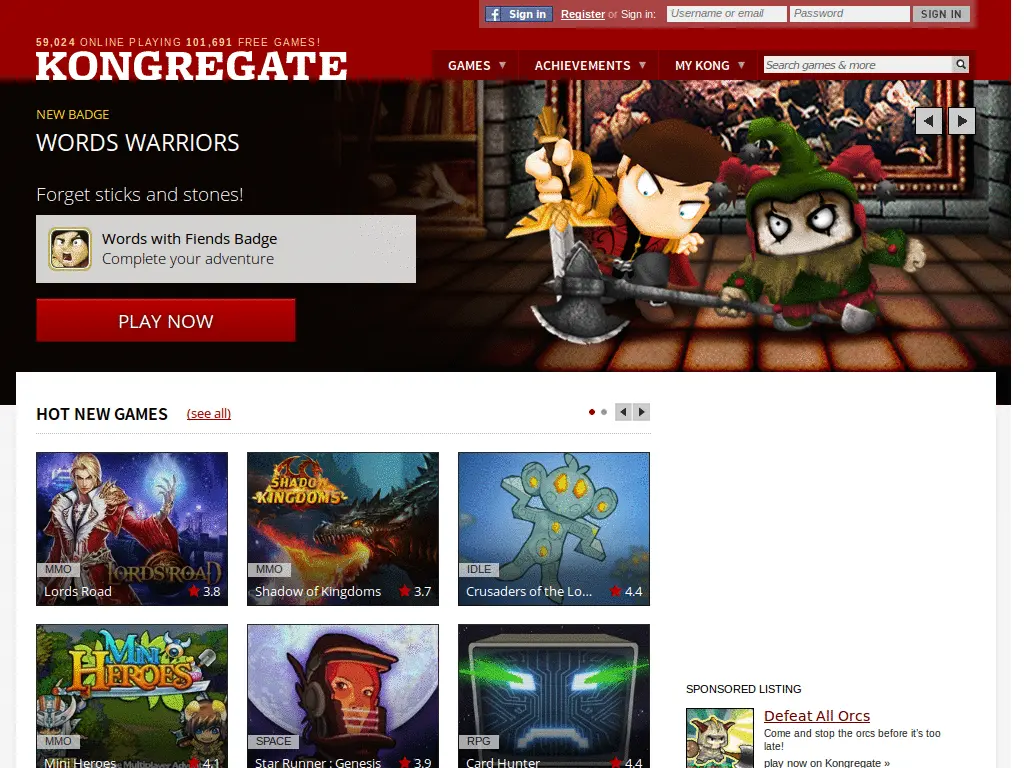 Sign in
Register or Sign in:
Username or email
Password
SIGN IN
59,024 ONLINE PLAYING 101,691 FREE GAMES!
KONGREGATE
GAMES
ACHIEVEMENTS
MY KONG
Search games & more
NEW BADGE
WORDS WARRIORS
Forget sticks and stones!
Words with Fiends Badge
Complete your adventure
PLAY NOW
HOT NEW GAMES (see all)
LORDS ROAD
MMO
Lords Road 3.8
SHADOW
KINGDOMS
MMO
Shadow of Kingdoms 3.7
IDLE
Crusaders of the Lo... 4.4
MINI
HEROES
MMO
Mini Heroes 4.1
SPACE
Star Runner : Genesis 3.9
RPG
Card Hunter 4.4
SPONSORED LISTING
Defeat All Orcs
Come and stop the orcs before it's too
late!
play now on Kongregate »